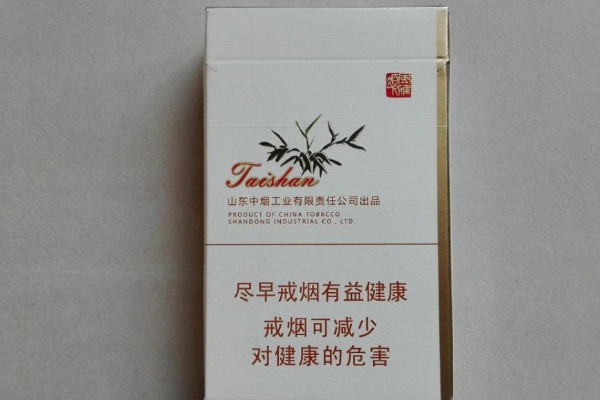 Taishan
山东中烟工业有限责任公司出品
PRODUCT OF CHINA TOBACCO
SHANDONG INDUSTRIAL CO., LTD.
尽早戒烟有益健康
戒烟可减少
对健康的危害